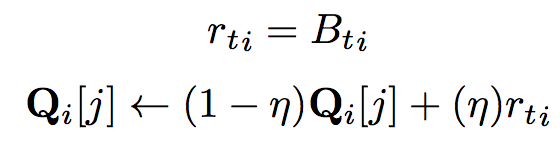 r_{ti} = B_{ti}
Q_i[j] ← (1 − η)Q_i[j] + (η)r_{ti}